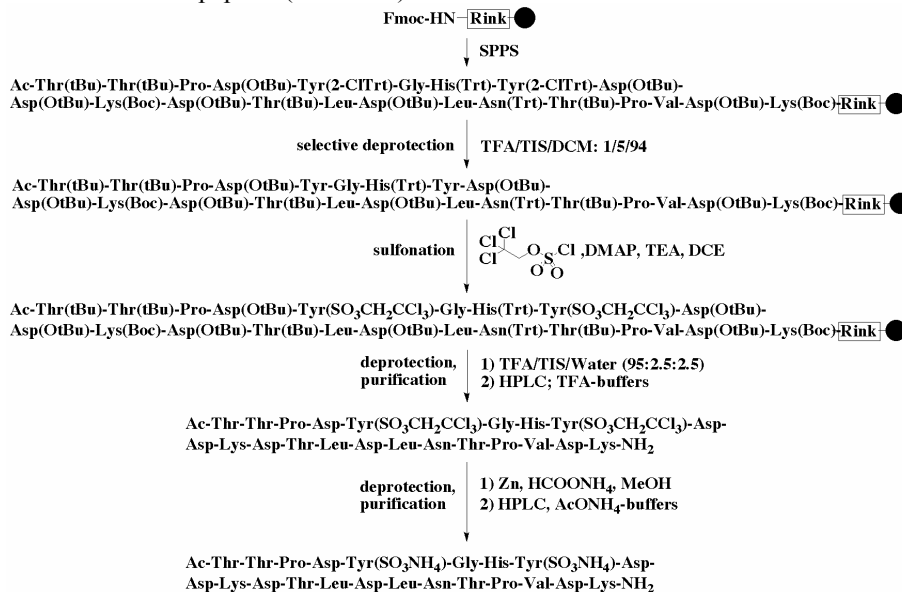 Fmoc-HN-Rink
SPPS
Ac-Thr(tBu)-Thr(tBu)-Pro-Asp(OtBu)-Tyr(2-ClTrt)-Gly-His(Trt)-Tyr(2-ClTrt)-Asp(OtBu)-
Asp(OtBu)-Lys(Boc)-Asp(OtBu)-Thr(tBu)-Leu-Asp(OtBu)-Leu-Asn(Trt)-Thr(tBu)-Pro-Val-Asp(OtBu)-Lys(Boc)-Rink
selective deprotection TFA/TIS/DCM: 1/5/94
Ac-Thr(tBu)-Thr(tBu)-Pro-Asp(OtBu)-Tyr-Gly-His(Trt)-Tyr-Asp(OtBu)-
Asp(OtBu)-Lys(Boc)-Asp(OtBu)-Thr(tBu)-Leu-Asp(OtBu)-Leu-Asn(Trt)-Thr(tBu)-Pro-Val-Asp(OtBu)-Lys(Boc)-Rink
Cl
Cl
Cl
sulfonation O S Cl ,DMAP, TEA, DCE
O O
Ac-Thr(tBu)-Thr(tBu)-Pro-Asp(OtBu)-Tyr(SO3CH2CCl3)-Gly-His(Trt)-Tyr(SO3CH2CCl3)-Asp(OtBu)-
Asp(OtBu)-Lys(Boc)-Asp(OtBu)-Thr(tBu)-Leu-Asp(OtBu)-Leu-Asn(Trt)-Thr(tBu)-Pro-Val-Asp(OtBu)-Lys(Boc)-Rink
deprotection, 1) TFA/TIS/Water (95:2.5:2.5)
purification 2) HPLC; TFA-buffers
Ac-Thr-Thr-Pro-Asp-Tyr(SO3CH2CCl3)-Gly-His-Tyr(SO3CH2CCl3)-Asp-
Asp-Lys-Asp-Thr-Leu-Asp-Leu-Asn-Thr-Pro-Val-Asp-Lys-NH2
deprotection, 1) Zn, HCOONH4, MeOH
purification 2) HPLC, AcONH4-buffers
Ac-Thr-Thr-Pro-Asp-Tyr(SO3NH4)-Gly-His-Tyr(SO3NH4)-Asp-
Asp-Lys-Asp-Thr-Leu-Asp-Leu-Asn-Thr-Pro-Val-Asp-Lys-NH2